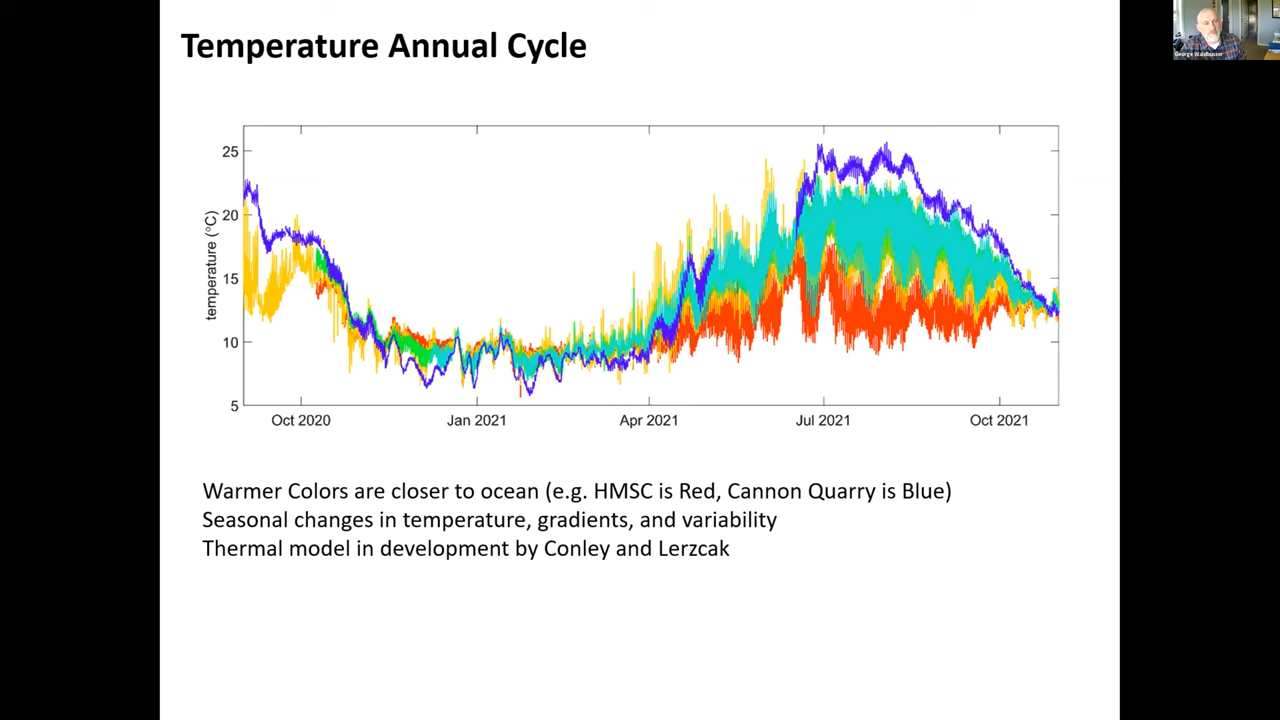 Temperature Annual Cycle
George Waldbusser
25
20
15
10
5
temperature (°C)
Oct 2020
Jan 2021
Apr 2021
Jul 2021
Oct 2021
Warmer Colors are closer to ocean (e.g. HMSC is Red, Cannon Quarry is Blue)
Seasonal changes in temperature, gradients, and variability
Thermal model in development by Conley and Lerzcak